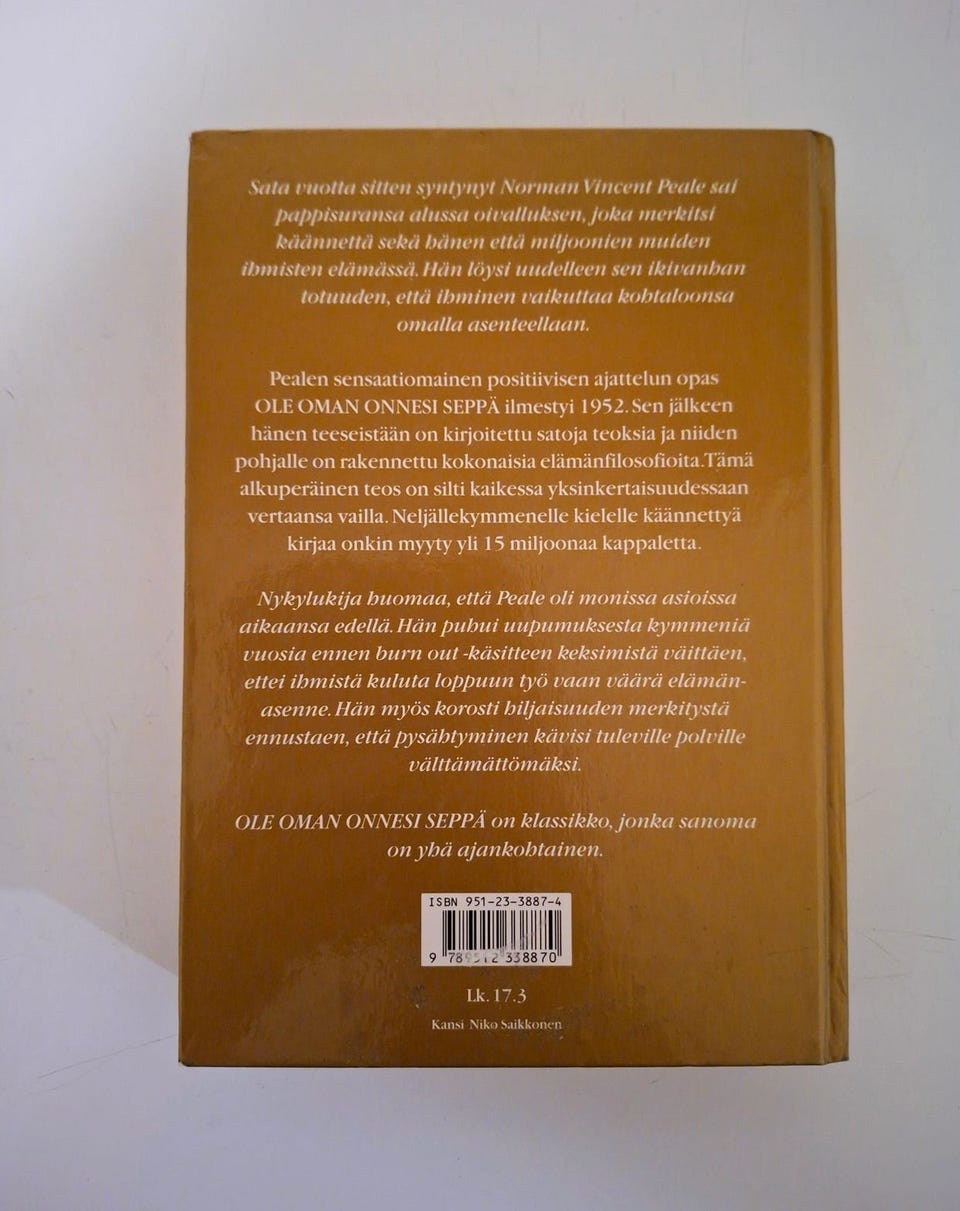 Sata vuotta sitten syntynyt Norman Vincent Peale sai
pappisuransa alussa oivalluksen, joka merkitsi
käännettä sekä hänen että miljoonien muiden
ihmisten elämässä. Hän löysi uudelleen sen ikivanhan
totuuden, että ihminen vaikuttaa kohtaloonsa
omalla asenteellaan.
Pealen sensaatiomainen positiivisen ajattelun opas
OLE OMAN ONNESI SEPPÄ ilmestyi 1952. Sen jälkeen
hänen teeseistään on kirjoitettu satoja teoksia ja niiden
pohjalle on rakennettu kokonaisia elämänfilosofioita. Tämä
alkuperäinen teos on silti kaikessa yksinkertaisuudessaan
vertaansa vailla. Neljällekymmenelle kielelle käännettyä
kirjaa onkin myyty yli 15 miljoonaa kappaletta.
Nykylukija huomaa, että Peale oli monissa asioissa
aikaansa edellä. Hän puhui uupumuksesta kymmeniä
vuosia ennen burn out -käsitteen keksimistä väittäen,
ettei ihmistä kuluta loppuun työ vaan väärä elämän-
asenne. Hän myös korosti hiljaisuuden merkitystä
ennustaen, että pysähtyminen kävisi tuleville polville
välttämättömäksi.
OLE OMAN ONNESI SEPPÄ on klassikko, jonka sanoma
on yhä ajankohtainen.
ISBN 951-23-3887-4
9 789512 338870
Lk. 17.3
Kansi Niko Saikkonen